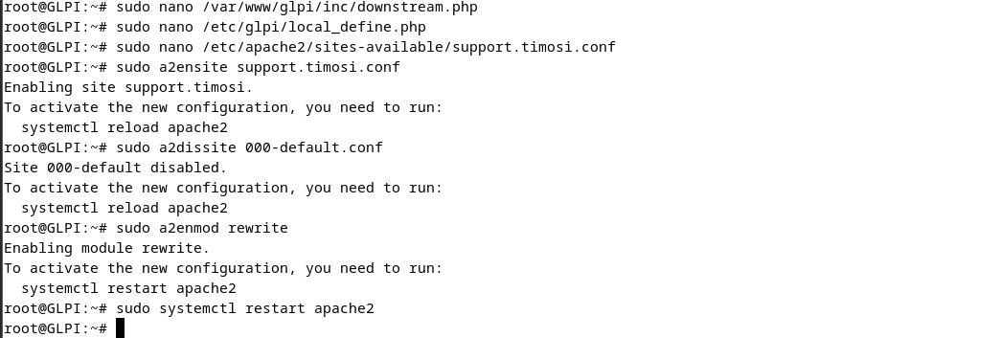 root@GLPI:~# sudo nano /var/www/glpi/inc/downstream.php
root@GLPI:~# sudo nano /etc/glpi/local_define.php
root@GLPI:~# sudo nano /etc/apache2/sites-available/support.timosi.conf
root@GLPI:~# sudo a2ensite support.timosi.conf
Enabling site support.timosi.
To activate the new configuration, you need to run:
  systemctl reload apache2
root@GLPI:~# sudo a2dissite 000-default.conf
Site 000-default disabled.
To activate the new configuration, you need to run:
  systemctl reload apache2
root@GLPI:~# sudo a2enmod rewrite
Enabling module rewrite.
To activate the new configuration, you need to run:
  systemctl restart apache2
root@GLPI:~# sudo systemctl restart apache2
root@GLPI:~#